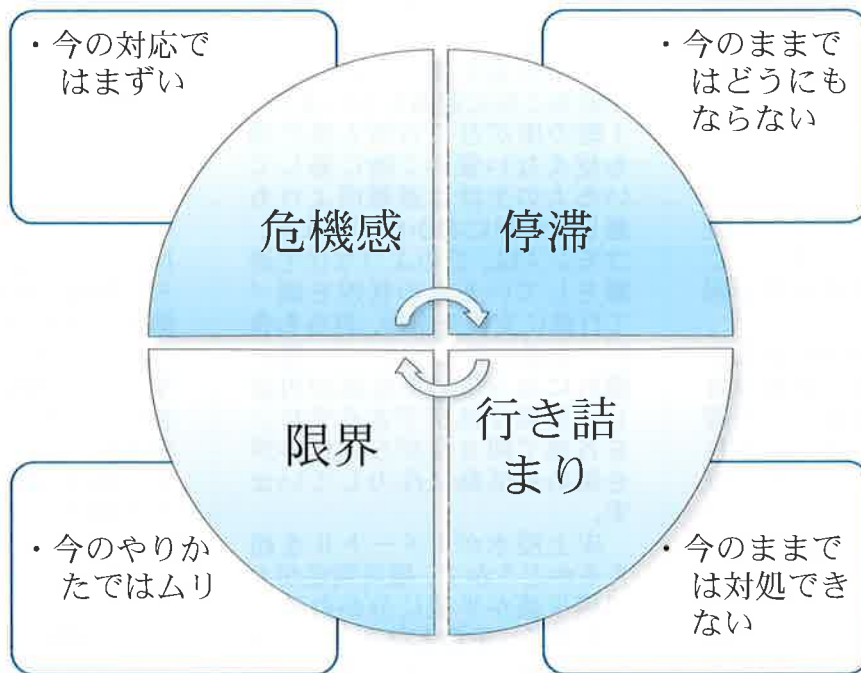 ・今の対応で
はまずい
・今のままで
はどうにも
ならない
危機感
停滞
限界
行き詰
まり
・今のやりか
たではムリ
・今のままで
は対処でき
ない